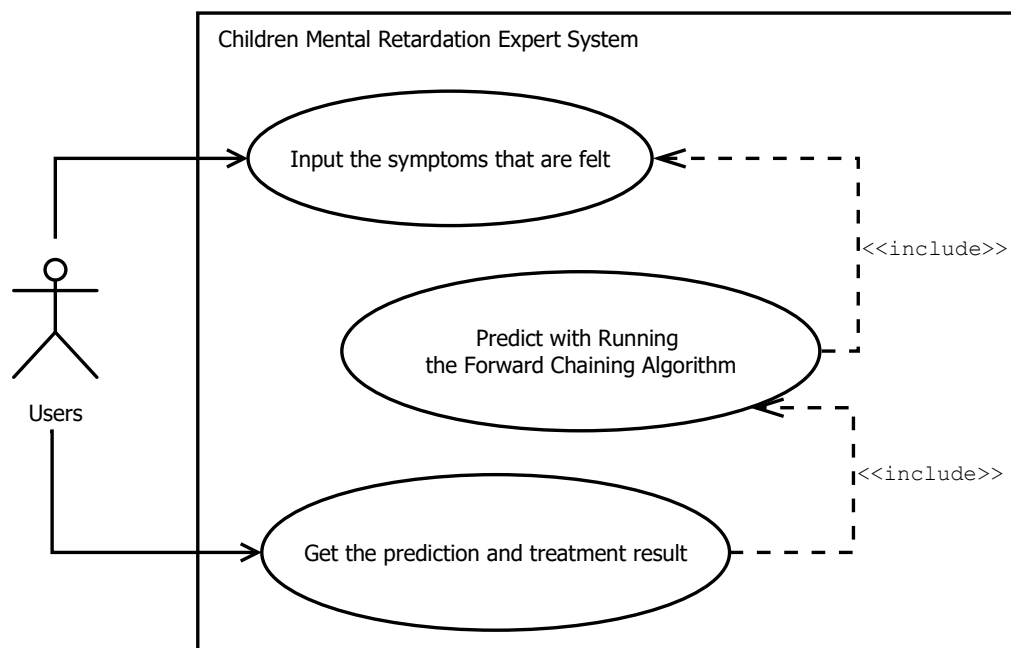 Children Mental Retardation Expert System
Input the symptoms that are felt
<<include>>
Predict with Running
the Forward Chaining Algorithm
Users
<<include>>
Get the prediction and treatment result